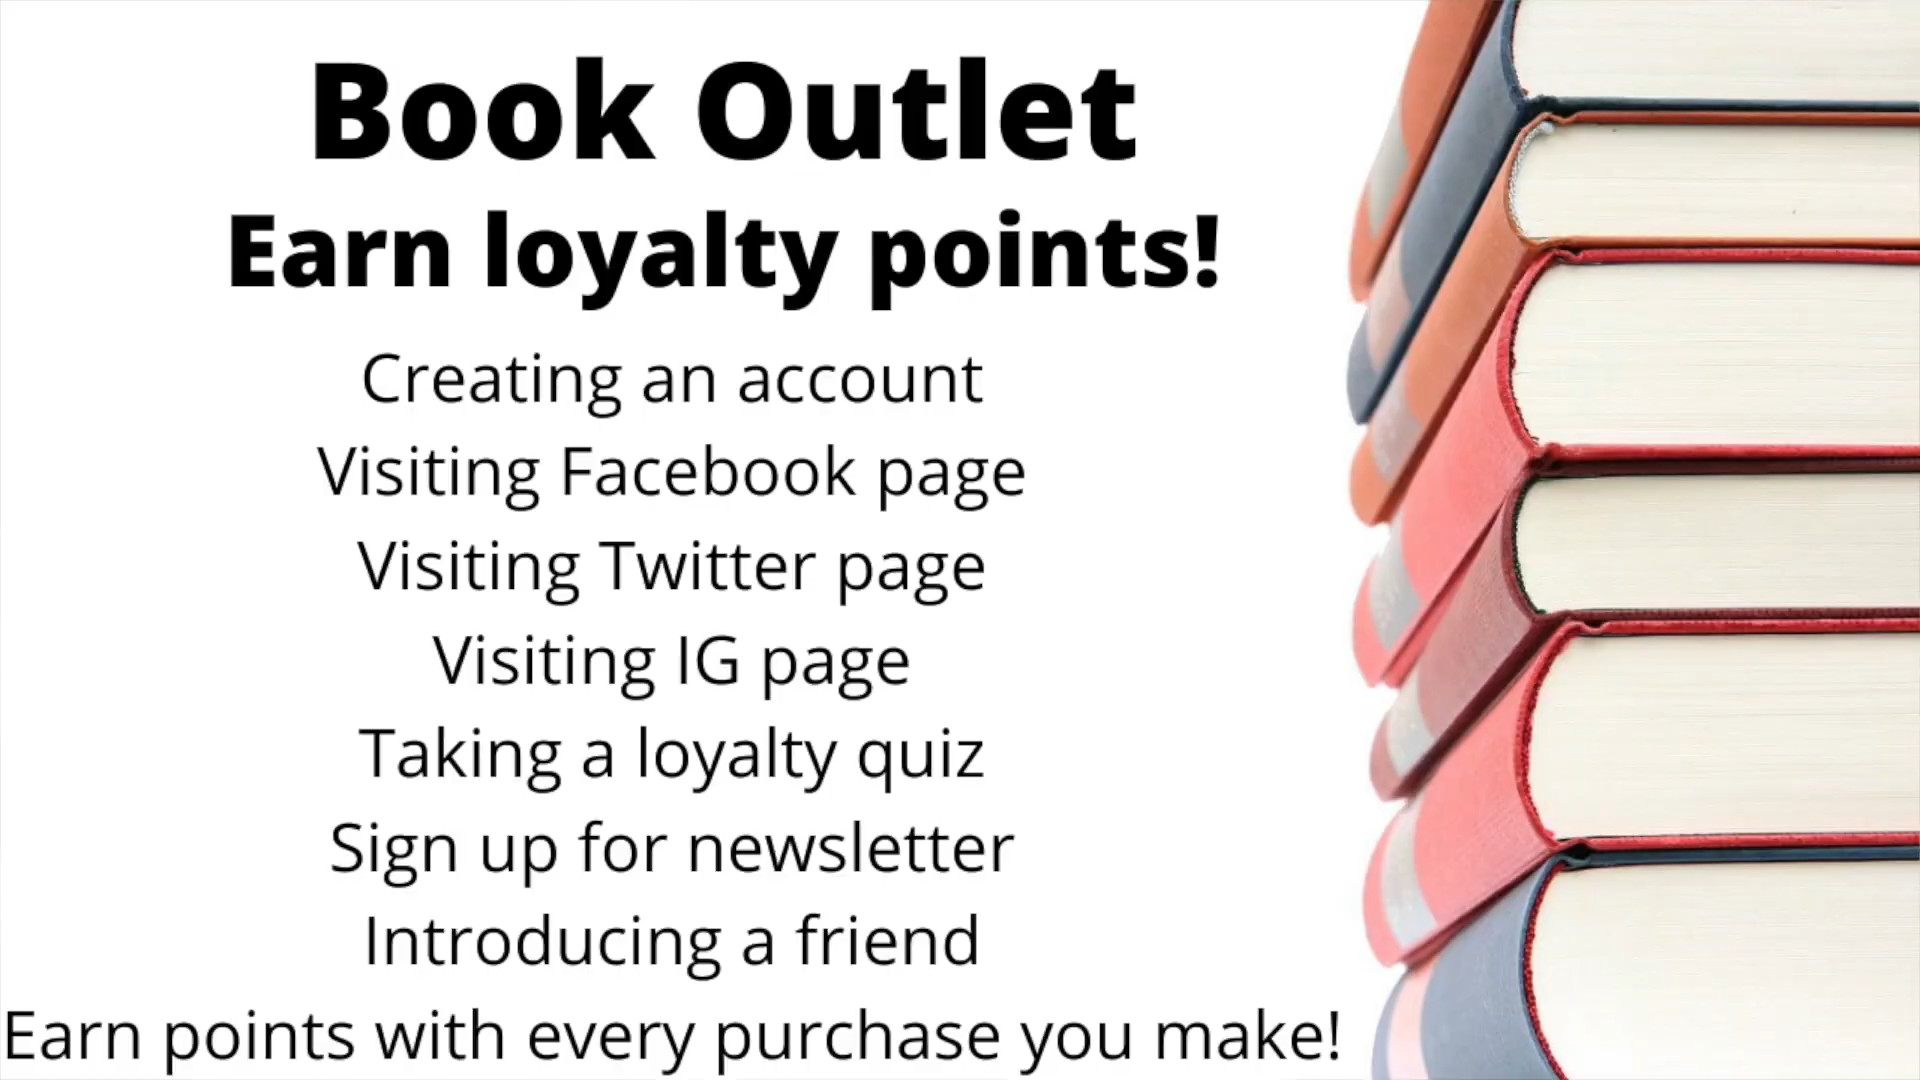 Book Outlet
Earn loyalty points!
Creating an account
Visiting Facebook page
Visiting Twitter page
Visiting IG page
Taking a loyalty quiz
Sign up for newsletter
Introducing a friend
Earn points with every purchase you make!